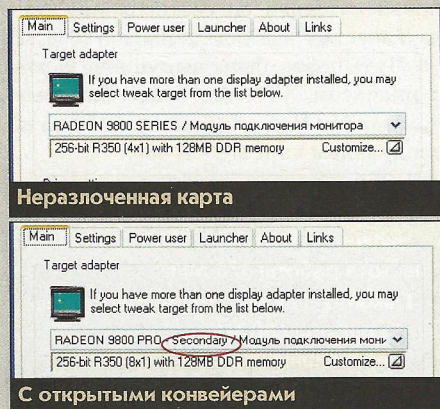 Main Settings Power user Launcher About Links
Target adapter
If you have more than one display adapter installed, you may
select tweak target from the list below.
RADEON 9800 SERIES / Модуль подключения монитора
256-bit R350 (4x1) with 128MB DDR memory Customize...
Неразлоченная карта
Main Settings Power user Launcher About Links
Target adapter
If you have more than one display adapter installed, you may
select tweak target from the list below.
RADEON 9800 PRO - Secondary / Модуль подключения мони
256-bit R350 (8x1) with 128MB DDR memory Customize...
С открытыми конвейерами